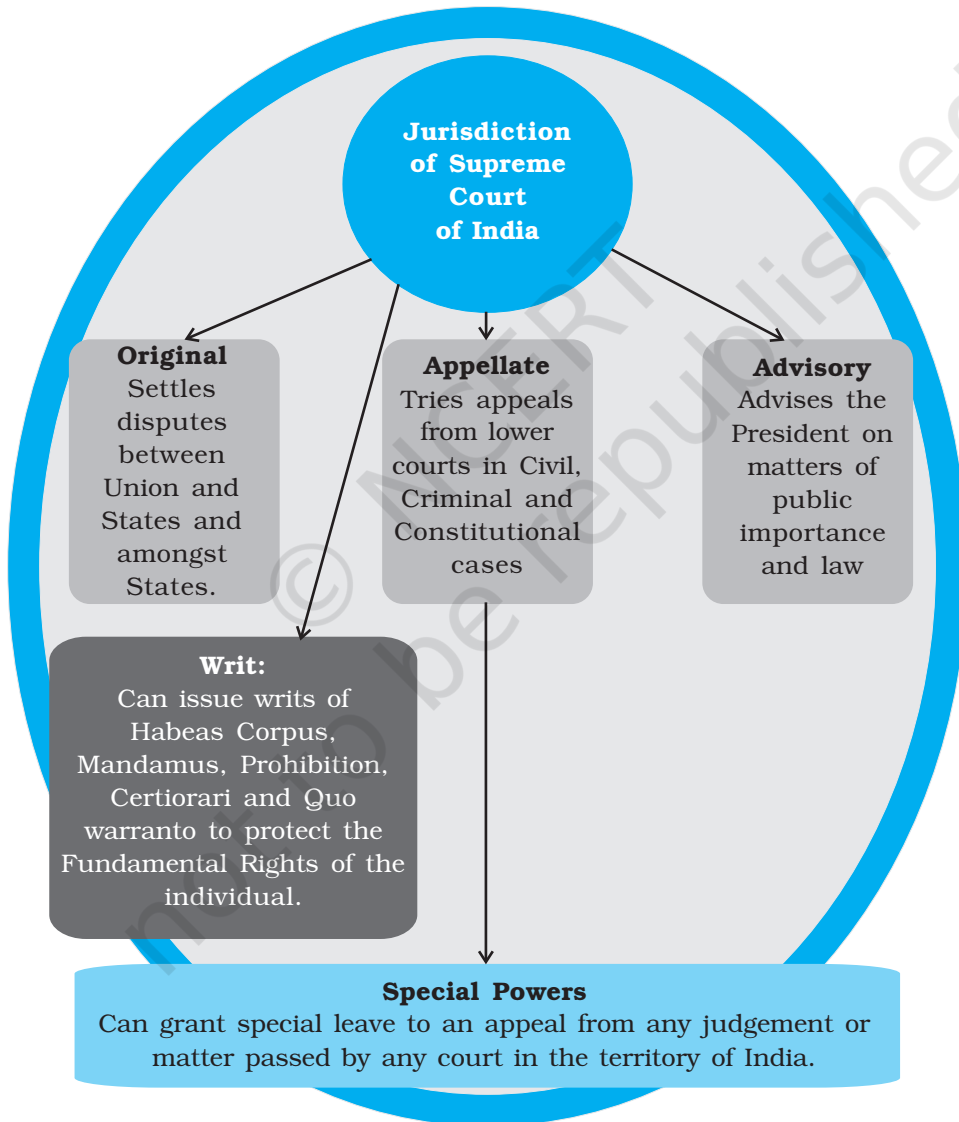 Jurisdiction
of Supreme
Court
of India
Original
Settles
disputes
between
Union and
States and
amongst
States.
Appellate
Tries appeals
from lower
courts in Civil,
Criminal and
Constitutional
cases
Advisory
Advises the
President on
matters of
public
importance
and law
Writ:
Can issue writs of
Habeas Corpus,
Mandamus, Prohibition,
Certiorari and Quo
warranto to protect the
Fundamental Rights of the
individual.
Special Powers
Can grant special leave to an appeal from any judgement or
matter passed by any court in the territory of India.
© NCERT
not to be republished